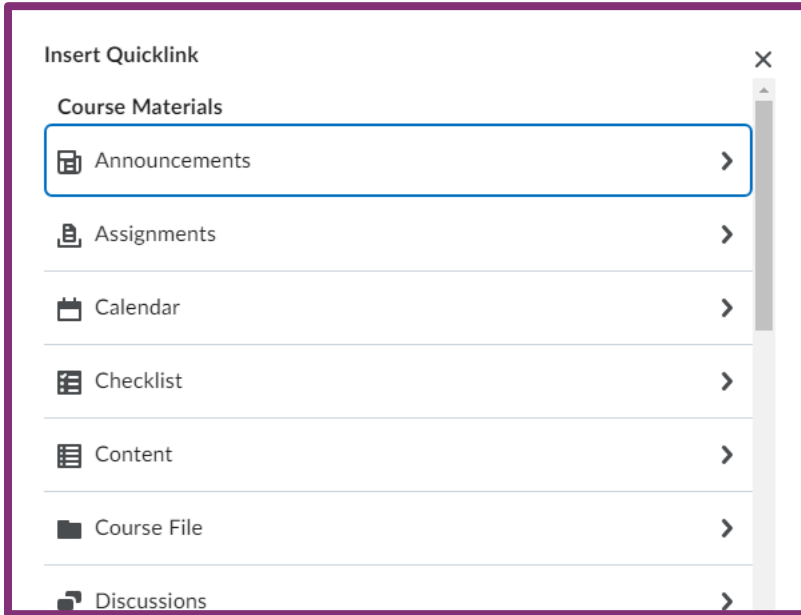 Insert Quicklink
Course Materials
Announcements
Assignments
Calendar
Checklist
Content
Course File
Discussions